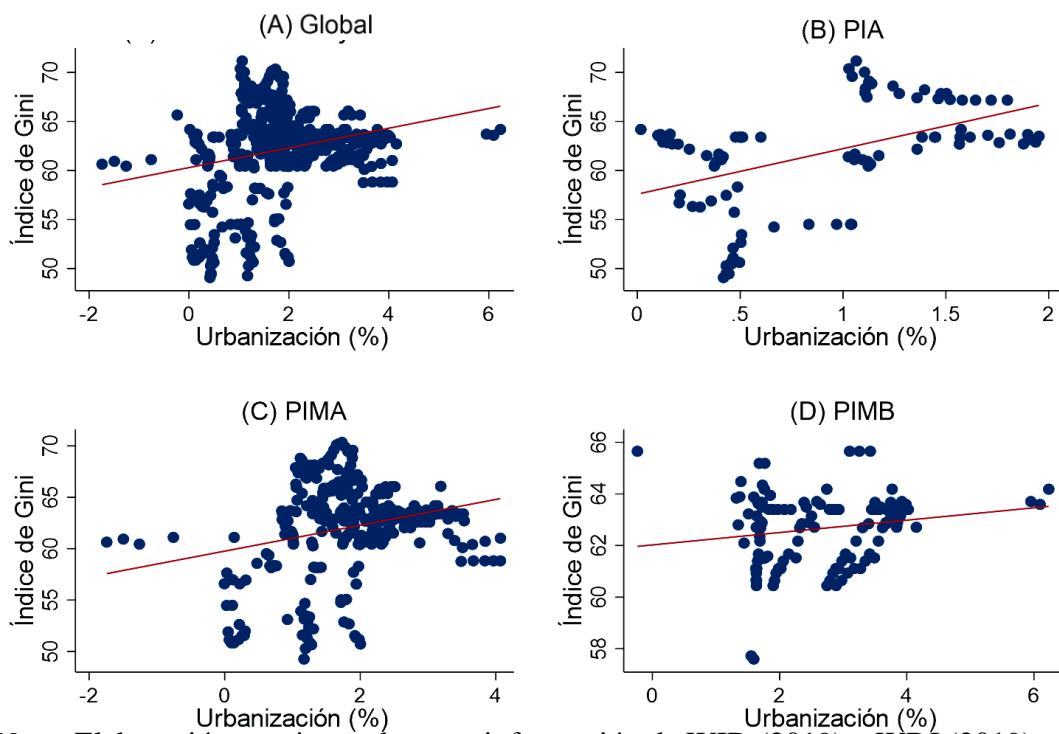 (A) Global
Índice de Gini
70
65
60
55
50
-2 0 2 4 6
Urbanización (%)
(B) PIA
Índice de Gini
70
65
60
55
50
0 .5 1 1.5 2
Urbanización (%)
(C) PIMA
Índice de Gini
70
65
60
55
50
-2 0 2 4
Urbanización (%)
(D) PIMB
Índice de Gini
66
64
62
60
58
0 2 4 6
Urbanización (%)